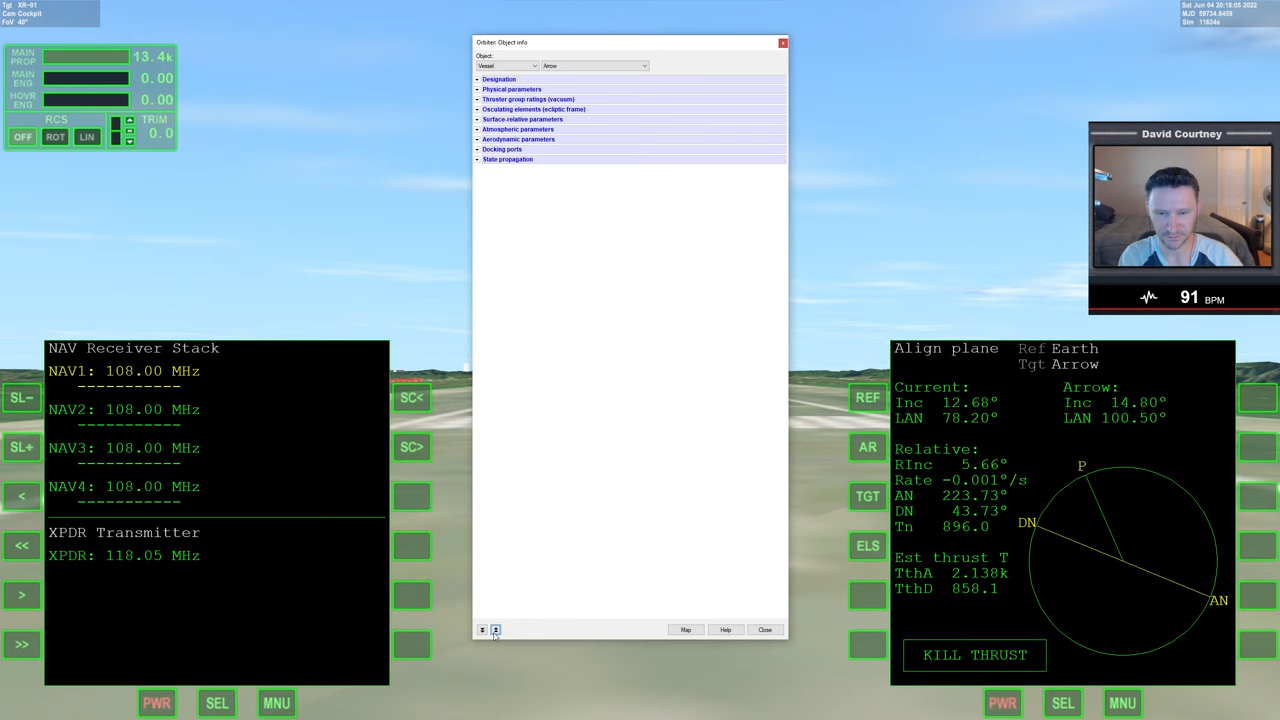 Tgt XR-01
Cam Cockpit
FoV 40°
Sat Jun 04 20:18:05 2022
MJD 59734.8459
Sim 11634s
MAIN PROP 13.4k
MAIN ENG 0.00
HOVR ENG 0.00
RCS
TRIM
OFF ROT LIN 0.0
Orbiter: Object info
Object:
Vessel Arrow
Designation
Physical parameters
Thruster group ratings (vacuum)
Osculating elements (ecliptic frame)
Surface-relative parameters
Atmospheric parameters
Aerodynamic parameters
Docking ports
State propagation
Map Help Close
David Courtney
91 BPM
NAV Receiver Stack
NAV1: 108.00 MHz
-----------
NAV2: 108.00 MHz
-----------
NAV3: 108.00 MHz
-----------
NAV4: 108.00 MHz
-----------
XPDR Transmitter
XPDR: 118.05 MHz
SL-
SL+
<
<<
>
>>
SC<
SC>
PWR SEL MNU
Align plane Ref Earth
Tgt Arrow
Current: Arrow:
Inc 12.68° Inc 14.80°
LAN 78.20° LAN 100.50°
Relative:
RInc 5.66°
Rate -0.001°/s
AN 223.73°
DN 43.73°
Tn 896.0
Est thrust T
TthA 2.138k
TthD 858.1
KILL THRUST
P
DN
AN
REF
AR
TGT
ELS
PWR SEL MNU